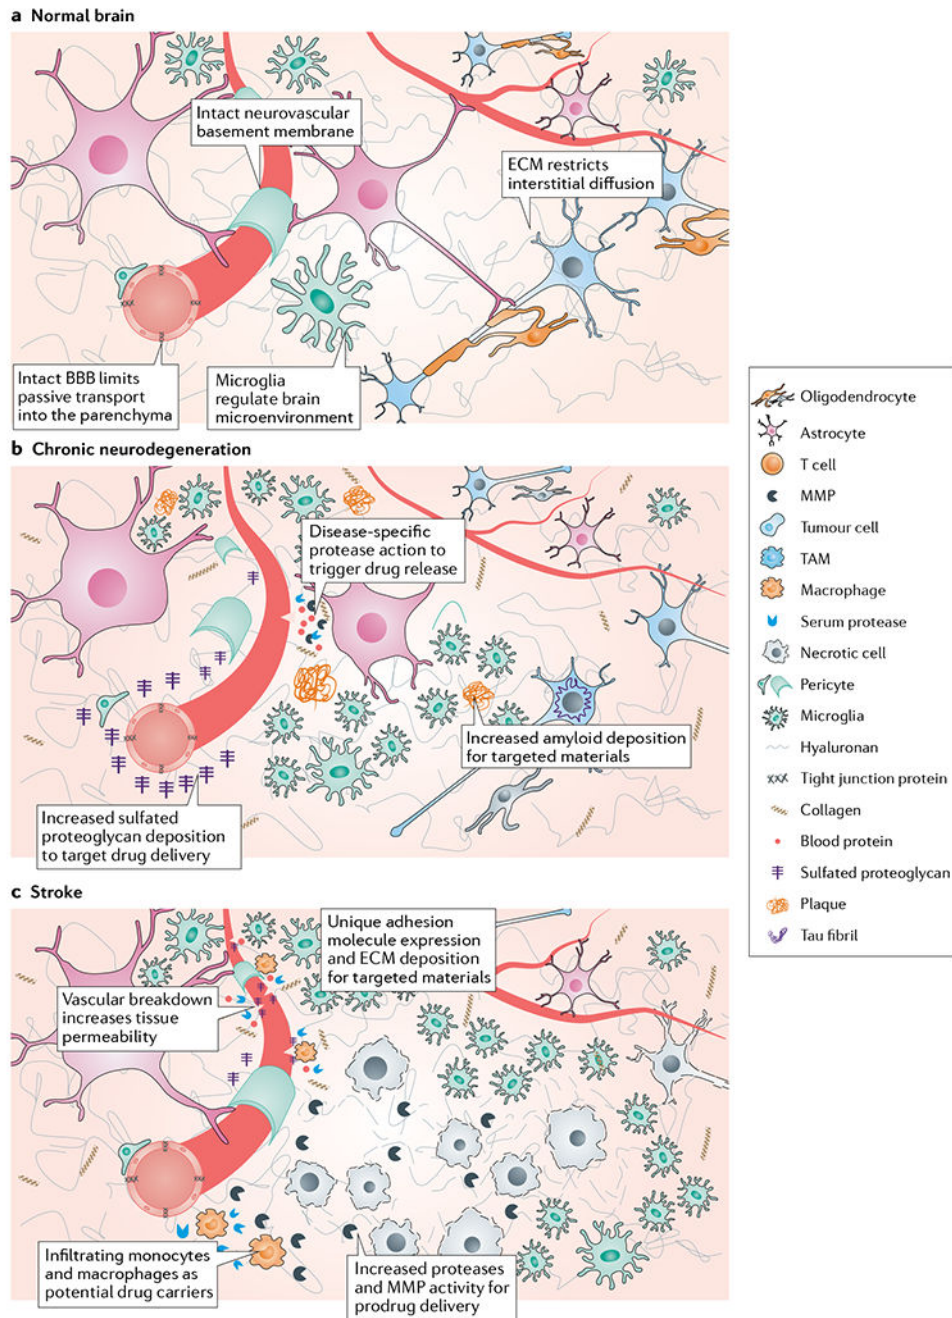 a Normal brain
Intact neurovascular
basement membrane
ECM restricts
interstitial diffusion
Intact BBB limits
passive transport
into the parenchyma
Microglia
regulate brain
microenvironment
b Chronic neurodegeneration
Disease-specific
protease action to
trigger drug release
Increased amyloid deposition
for targeted materials
Increased sulfated
proteoglycan deposition
to target drug delivery
c Stroke
Unique adhesion
molecule expression
and ECM deposition
for targeted materials
Vascular breakdown
increases tissue
permeability
Infiltrating monocytes
and macrophages as
potential drug carriers
Increased proteases
and MMP activity for
prodrug delivery
Oligodendrocyte
Astrocyte
T cell
MMP
Tumour cell
TAM
Macrophage
Serum protease
Necrotic cell
Pericyte
Microglia
Hyaluronan
Tight junction protein
Collagen
Blood protein
Sulfated proteoglycan
Plaque
Tau fibril